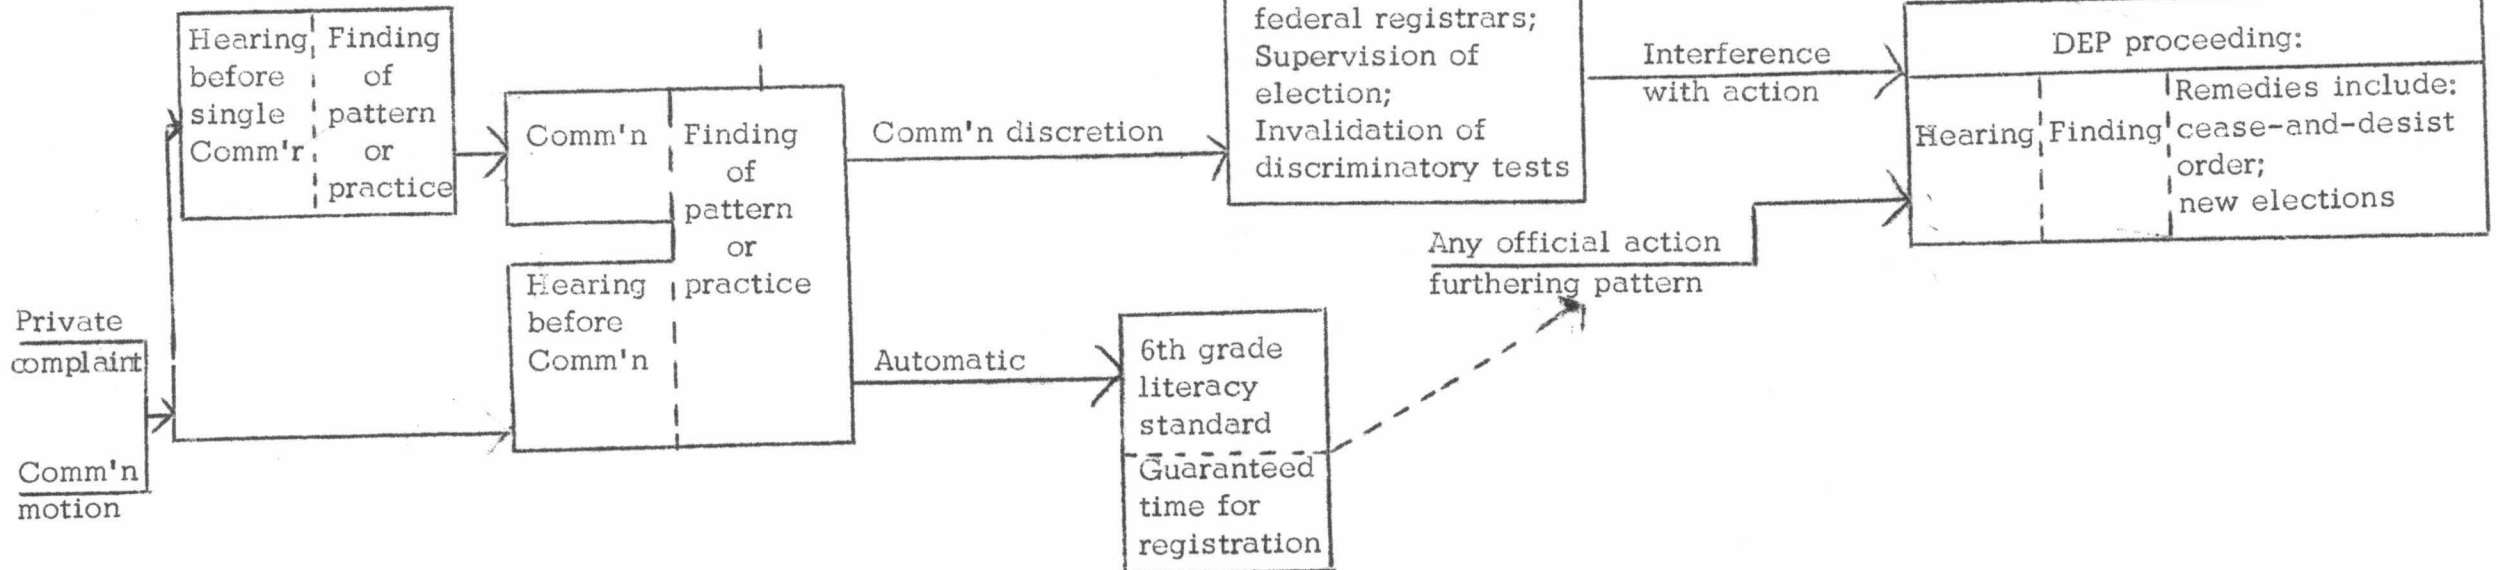 Hearing
before
single
Comm'r
Finding
of
pattern
or
practice
Comm'n
Finding
of
pattern
or
practice
Hearing
before
Comm'n
Private
complaint
Comm'n
motion
Comm'n discretion
Automatic
federal registrars;
Supervision of
election;
Invalidation of
discriminatory tests
6th grade
literacy
standard
Guaranteed
time for
registration
Interference
with action
Any official action
furthering pattern
DEP proceeding:
Hearing
Finding
Remedies include:
cease-and-desist
order;
new elections